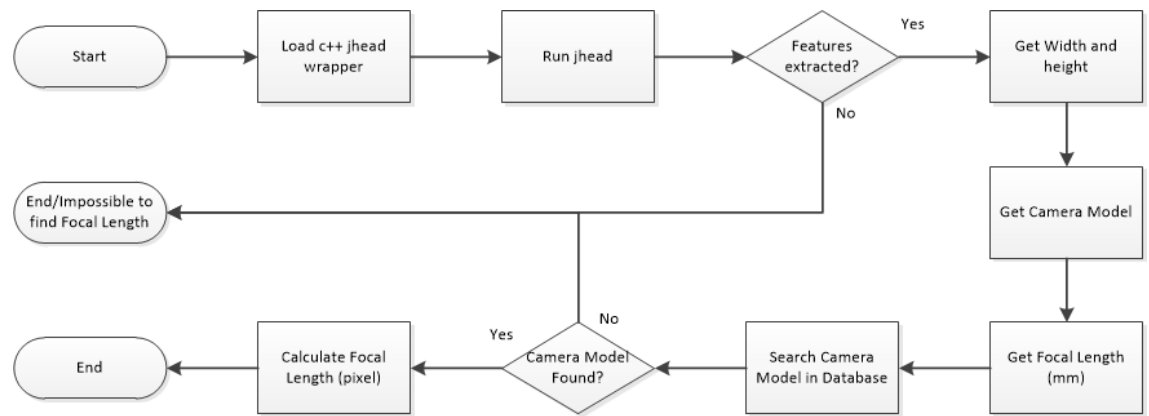 Start
Load c++ jhead
wrapper
Run jhead
Features
extracted?
Yes
Get Width and
height
No
End/Impossible to
find Focal Length
Get Camera Model
End
Calculate Focal
Length (pixel)
Yes
No
Camera Model
Found?
Search Camera
Model in Database
Get Focal Length
(mm)